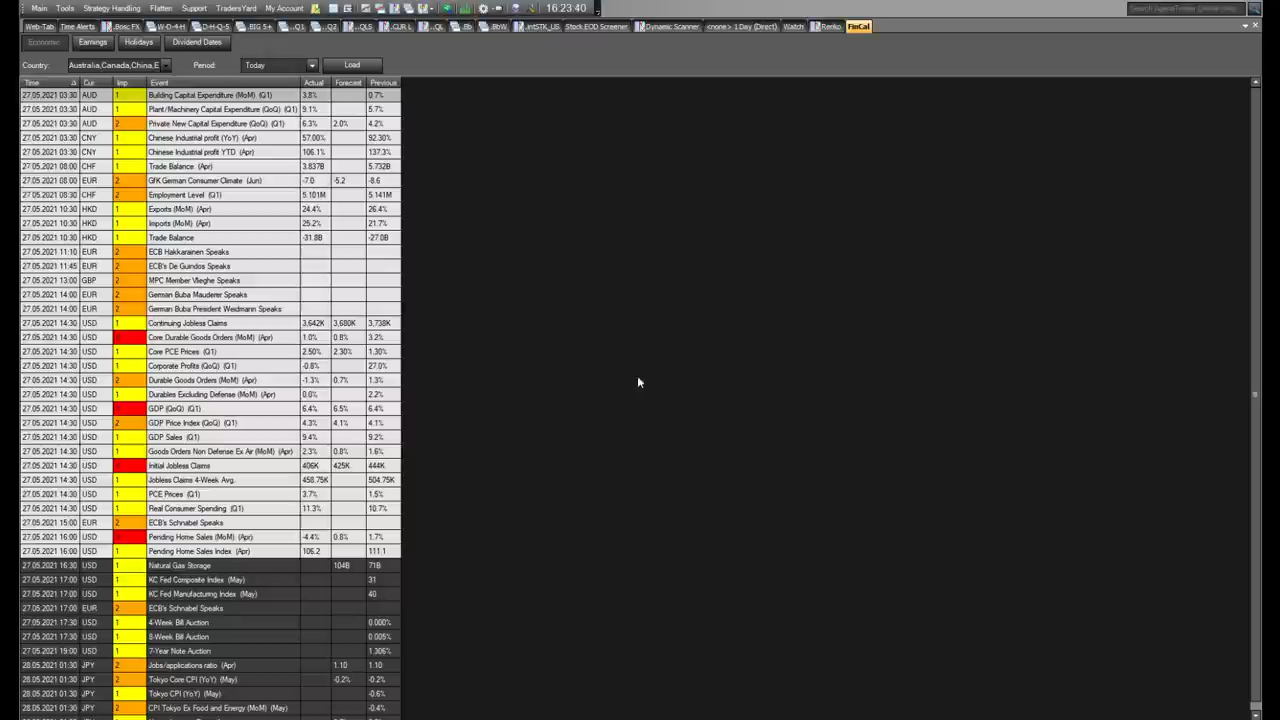 Main Tools Strategy Handling Flatten Support TradersYard My Account 16:23:40 Search AgenaTrader
Web-Tab Time Alerts .Bosc FX W-D-4-H D-H-Q-5 .BIG 5+ ..Q1 ..Q2 ..QLS .CUR L ..QL ..Bb ..BbW .IntSTK_US Stock EOD Screener Dynamic Scanner <none> 1 Day (Direct) Watch Renko FinCal
Economic Earnings Holidays Dividend Dates
Country: Australia,Canada,China,E Period: Today Load
Time Cur Imp Event Actual Forecast Previous
27.05.2021 03:30 AUD 1 Building Capital Expenditure (MoM) (Q1) 3.8% 0.7%
27.05.2021 03:30 AUD 1 Plant/Machinery Capital Expenditure (QoQ) (Q1) 9.1% 5.7%
27.05.2021 03:30 AUD 2 Private New Capital Expenditure (QoQ) (Q1) 6.3% 2.0% 4.2%
27.05.2021 03:30 CNY 1 Chinese Industrial profit (YoY) (Apr) 57.00% 92.30%
27.05.2021 03:30 CNY 1 Chinese Industrial profit YTD (Apr) 106.1% 137.3%
27.05.2021 08:00 CHF 1 Trade Balance (Apr) 3.837B 5.732B
27.05.2021 08:00 EUR 2 GfK German Consumer Climate (Jun) -7.0 -5.2 -8.6
27.05.2021 08:30 CHF 2 Employment Level (Q1) 5.101M 5.141M
27.05.2021 10:30 HKD 1 Exports (MoM) (Apr) 24.4% 26.4%
27.05.2021 10:30 HKD 1 Imports (MoM) (Apr) 25.2% 21.7%
27.05.2021 10:30 HKD 1 Trade Balance -31.8B -27.0B
27.05.2021 11:10 EUR 2 ECB Hakkarainen Speaks
27.05.2021 11:45 EUR 2 ECB's De Guindos Speaks
27.05.2021 13:00 GBP 2 MPC Member Vlieghe Speaks
27.05.2021 14:00 EUR 2 German Buba Mauderer Speaks
27.05.2021 14:00 EUR 2 German Buba President Weidmann Speaks
27.05.2021 14:30 USD 1 Continuing Jobless Claims 3,642K 3,680K 3,738K
27.05.2021 14:30 USD Core Durable Goods Orders (MoM) (Apr) 1.0% 0.8% 3.2%
27.05.2021 14:30 USD 1 Core PCE Prices (Q1) 2.50% 2.30% 1.30%
27.05.2021 14:30 USD 1 Corporate Profits (QoQ) (Q1) -0.8% 27.0%
27.05.2021 14:30 USD 2 Durable Goods Orders (MoM) (Apr) -1.3% 0.7% 1.3%
27.05.2021 14:30 USD 1 Durables Excluding Defense (MoM) (Apr) 0.0% 2.2%
27.05.2021 14:30 USD GDP (QoQ) (Q1) 6.4% 6.5% 6.4%
27.05.2021 14:30 USD 2 GDP Price Index (QoQ) (Q1) 4.3% 4.1% 4.1%
27.05.2021 14:30 USD 1 GDP Sales (Q1) 9.4% 9.2%
27.05.2021 14:30 USD 1 Goods Orders Non Defense Ex Air (MoM) (Apr) 2.3% 0.8% 1.6%
27.05.2021 14:30 USD Initial Jobless Claims 406K 425K 444K
27.05.2021 14:30 USD 1 Jobless Claims 4-Week Avg. 458.75K 504.75K
27.05.2021 14:30 USD 1 PCE Prices (Q1) 3.7% 1.5%
27.05.2021 14:30 USD 1 Real Consumer Spending (Q1) 11.3% 10.7%
27.05.2021 15:00 EUR 2 ECB's Schnabel Speaks
27.05.2021 16:00 USD Pending Home Sales (MoM) (Apr) -4.4% 0.8% 1.7%
27.05.2021 16:00 USD 1 Pending Home Sales Index (Apr) 106.2 111.1
27.05.2021 16:30 USD 1 Natural Gas Storage 104B 71B
27.05.2021 17:00 USD 1 KC Fed Composite Index (May) 31
27.05.2021 17:00 USD 1 KC Fed Manufacturing Index (May) 40
27.05.2021 17:00 EUR 2 ECB's Schnabel Speaks
27.05.2021 17:30 USD 1 4-Week Bill Auction 0.000%
27.05.2021 17:30 USD 1 8-Week Bill Auction 0.005%
27.05.2021 19:00 USD 1 7-Year Note Auction 1.306%
28.05.2021 01:30 JPY 2 Jobs/applications ratio (Apr) 1.10 1.10
28.05.2021 01:30 JPY 2 Tokyo Core CPI (YoY) (May) -0.2% -0.2%
28.05.2021 01:30 JPY 1 Tokyo CPI (YoY) (May) -0.6%
28.05.2021 01:30 JPY 2 CPI Tokyo Ex Food and Energy (MoM) (May) -0.4%